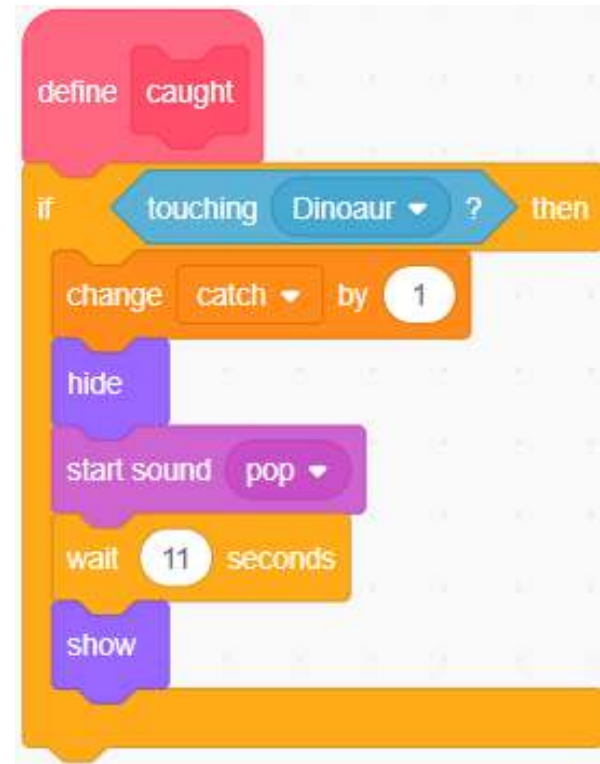 define caught
if touching Dinoaur ? then
change catch by 1
hide
start sound pop
wait 11 seconds
show